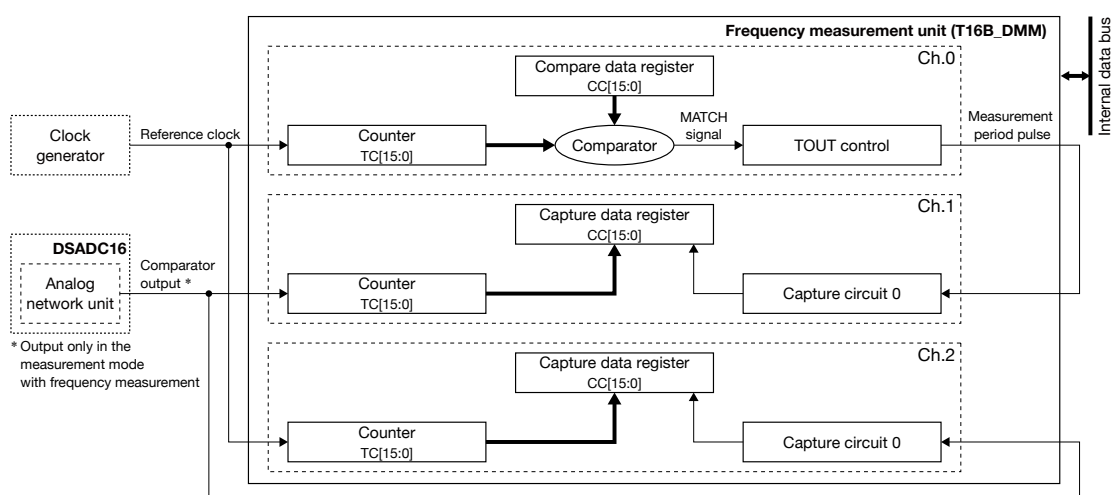 Frequency measurement unit (T16B_DMM)
Internal data bus
Ch.0
Compare data register
CC[15:0]
Clock
generator
Reference clock
Counter
TC[15:0]
Comparator
MATCH
signal
TOUT control
Measurement
period pulse
Ch.1
Capture data register
CC[15:0]
DSADC16
Analog
network unit
Comparator
output *
Counter
TC[15:0]
Capture circuit 0
* Output only in the
measurement mode
with frequency measurement
Ch.2
Capture data register
CC[15:0]
Counter
TC[15:0]
Capture circuit 0